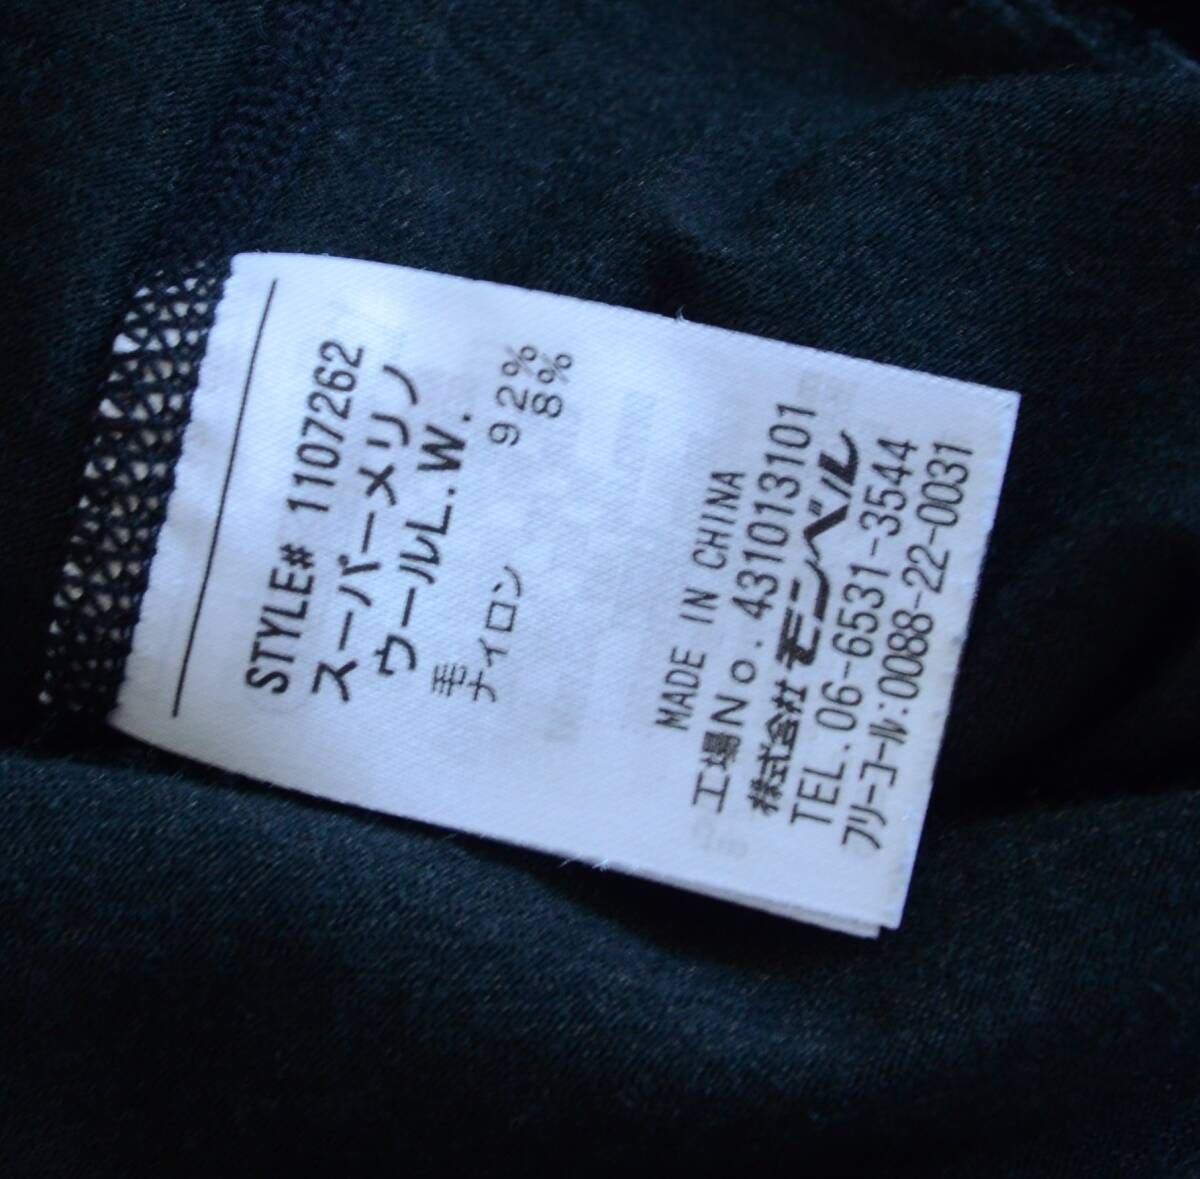 STYLE# 1107262
スーパーメリノ
ウールL.W.
毛 92%
ナイロン 8%
MADE IN CHINA
工場No.431013101
株式会社モンベル
TEL.06-6531-3544
フリーコール:0088-22-0031